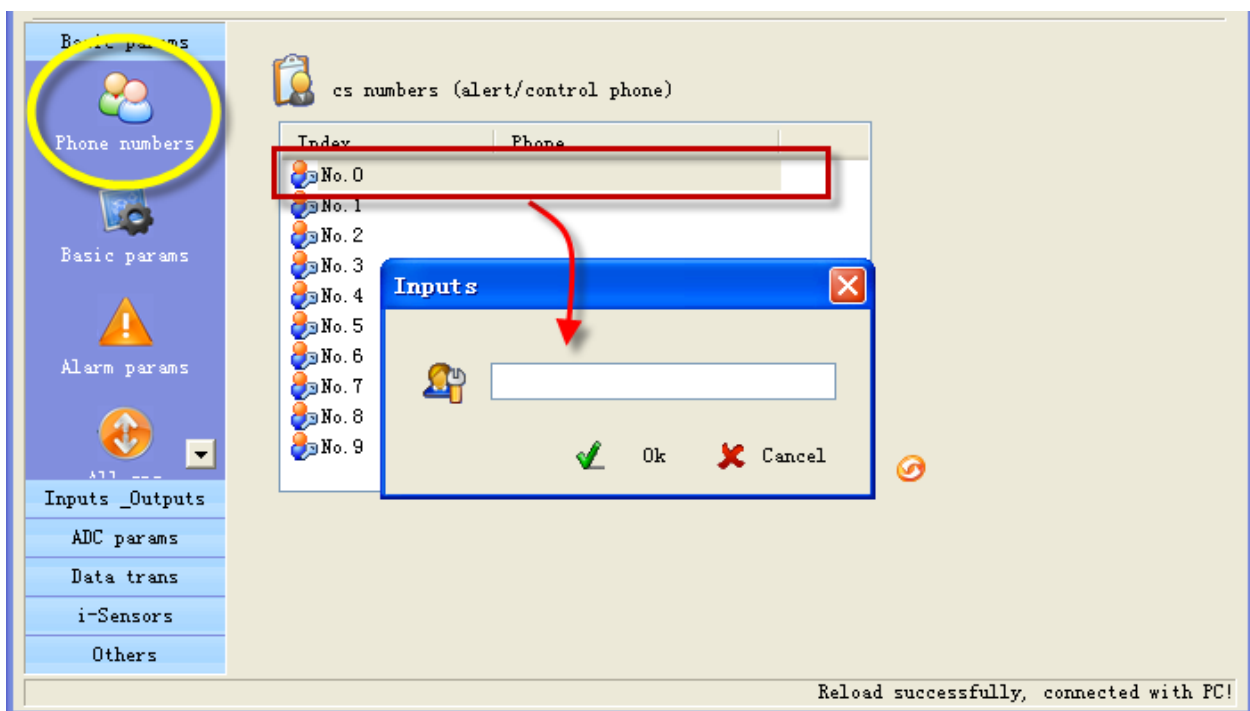 Basic params
Phone numbers
Basic params
Alarm params
Inputs _Outputs
ADC params
Data trans
i-Sensors
Others
cs numbers (alert/control phone)
Index Phone
No. 0
No. 1
No. 2
No. 3
No. 4
No. 5
No. 6
No. 7
No. 8
No. 9
Inputs
Ok Cancel
Reload successfully, connected with PC!